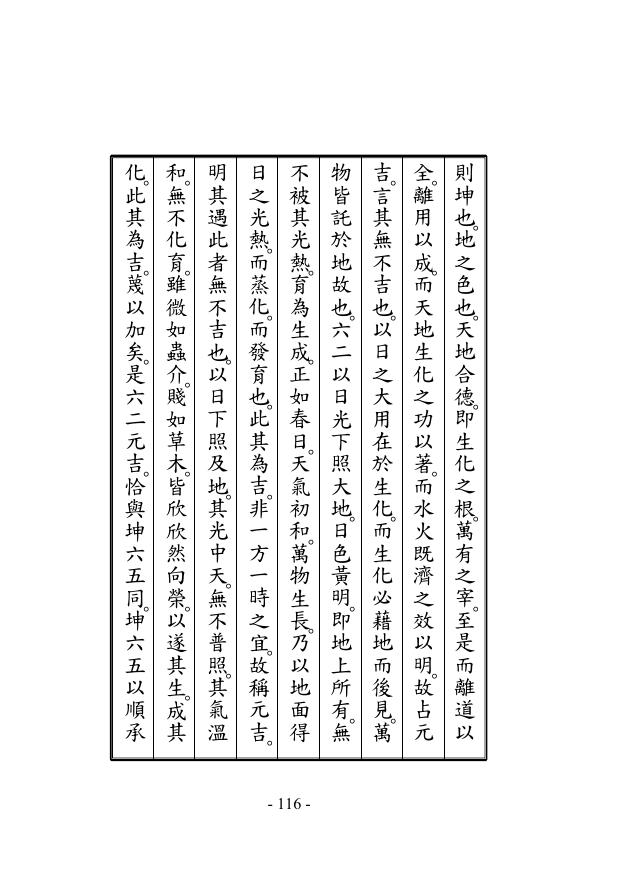 則坤也。地之色也。天地合德。即生化之根。萬有之宰。至是而離道以
全。離用以成。而天地生化之功以著。而水火既濟之效以明。故占元
吉。言其無不吉也。以日之大用在於生化。而生化必藉地而後見。萬
物皆託於地故也。六二以日光下照大地。日色黃明。即地上所有。無
不被其光熱。育為生成。正如春日。天氣初和。萬物生長。乃以地面得
日之光熱。而蒸化。而發育也。此其為吉。非一方一時之宜。故稱元吉。
明其遇此者無不吉也。以日下照及地。其光中天。無不普照。其氣溫
和。無不化育。雖微如蟲介。賤如草木。皆欣欣然向榮。以遂其生。成其
化。此其為吉。蔑以加矣。是六二元吉。恰與坤六五同。坤六五以順承
- 116 -